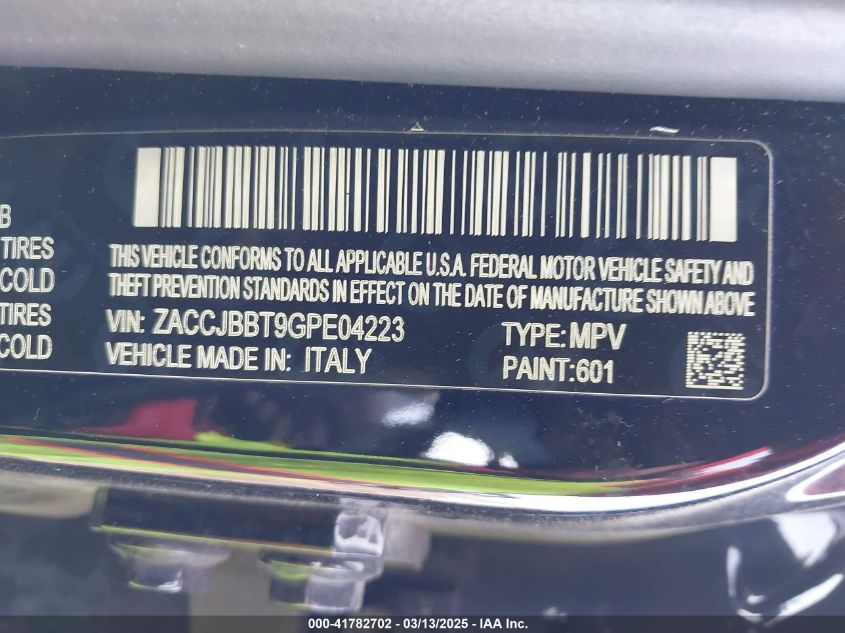 B
TIRES
COLD
TIRES
COLD
THIS VEHICLE CONFORMS TO ALL APPLICABLE U.S.A. FEDERAL MOTOR VEHICLE SAFETY AND
THEFT PREVENTION STANDARDS IN EFFECT ON THE DATE OF MANUFACTURE SHOWN ABOVE
VIN: ZACCJBBT9GPE04223 TYPE: MPV
VEHICLE MADE IN: ITALY PAINT:601
000-41782702 - 03/13/2025 - IAA Inc.